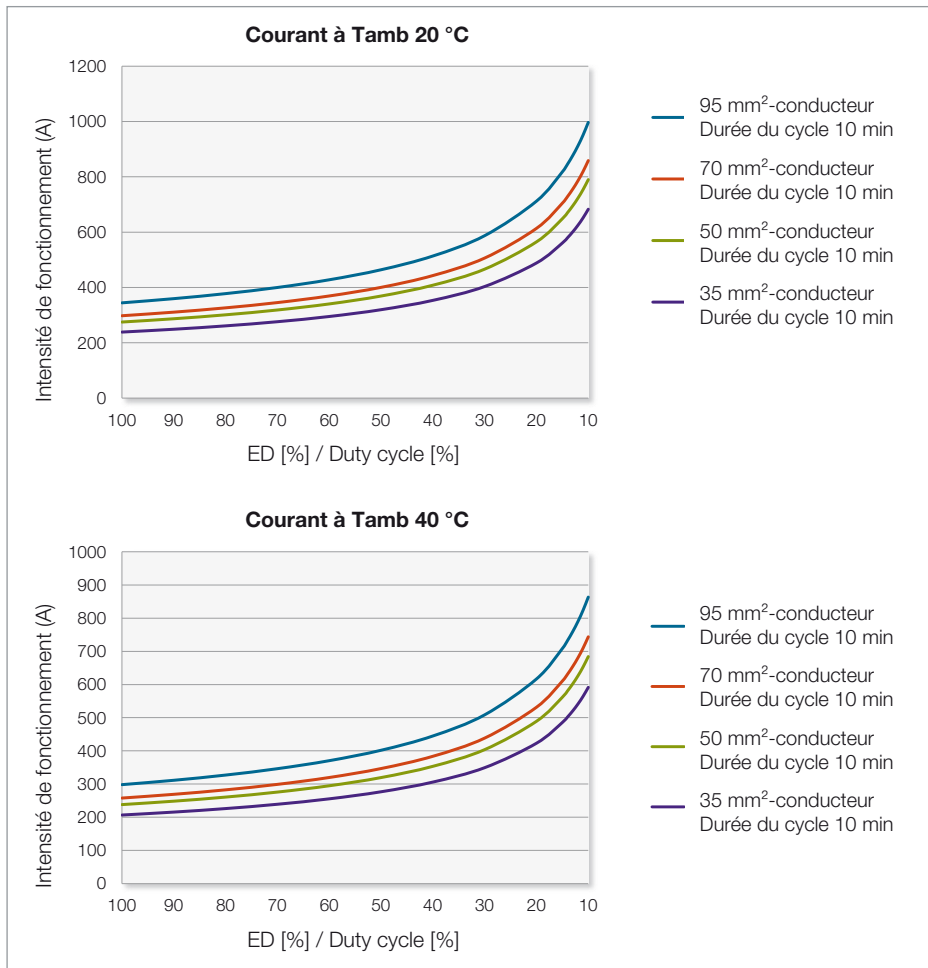 Courant à Tamb 20 °C
Intensité de fonctionnement (A)
1200
1000
800
600
400
200
0
100 90 80 70 60 50 40 30 20 10
ED [%] / Duty cycle [%]
95 mm²-conducteur
Durée du cycle 10 min
70 mm²-conducteur
Durée du cycle 10 min
50 mm²-conducteur
Durée du cycle 10 min
35 mm²-conducteur
Durée du cycle 10 min
Courant à Tamb 40 °C
Intensité de fonctionnement (A)
1000
900
800
700
600
500
400
300
200
100
0
100 90 80 70 60 50 40 30 20 10
ED [%] / Duty cycle [%]
95 mm²-conducteur
Durée du cycle 10 min
70 mm²-conducteur
Durée du cycle 10 min
50 mm²-conducteur
Durée du cycle 10 min
35 mm²-conducteur
Durée du cycle 10 min